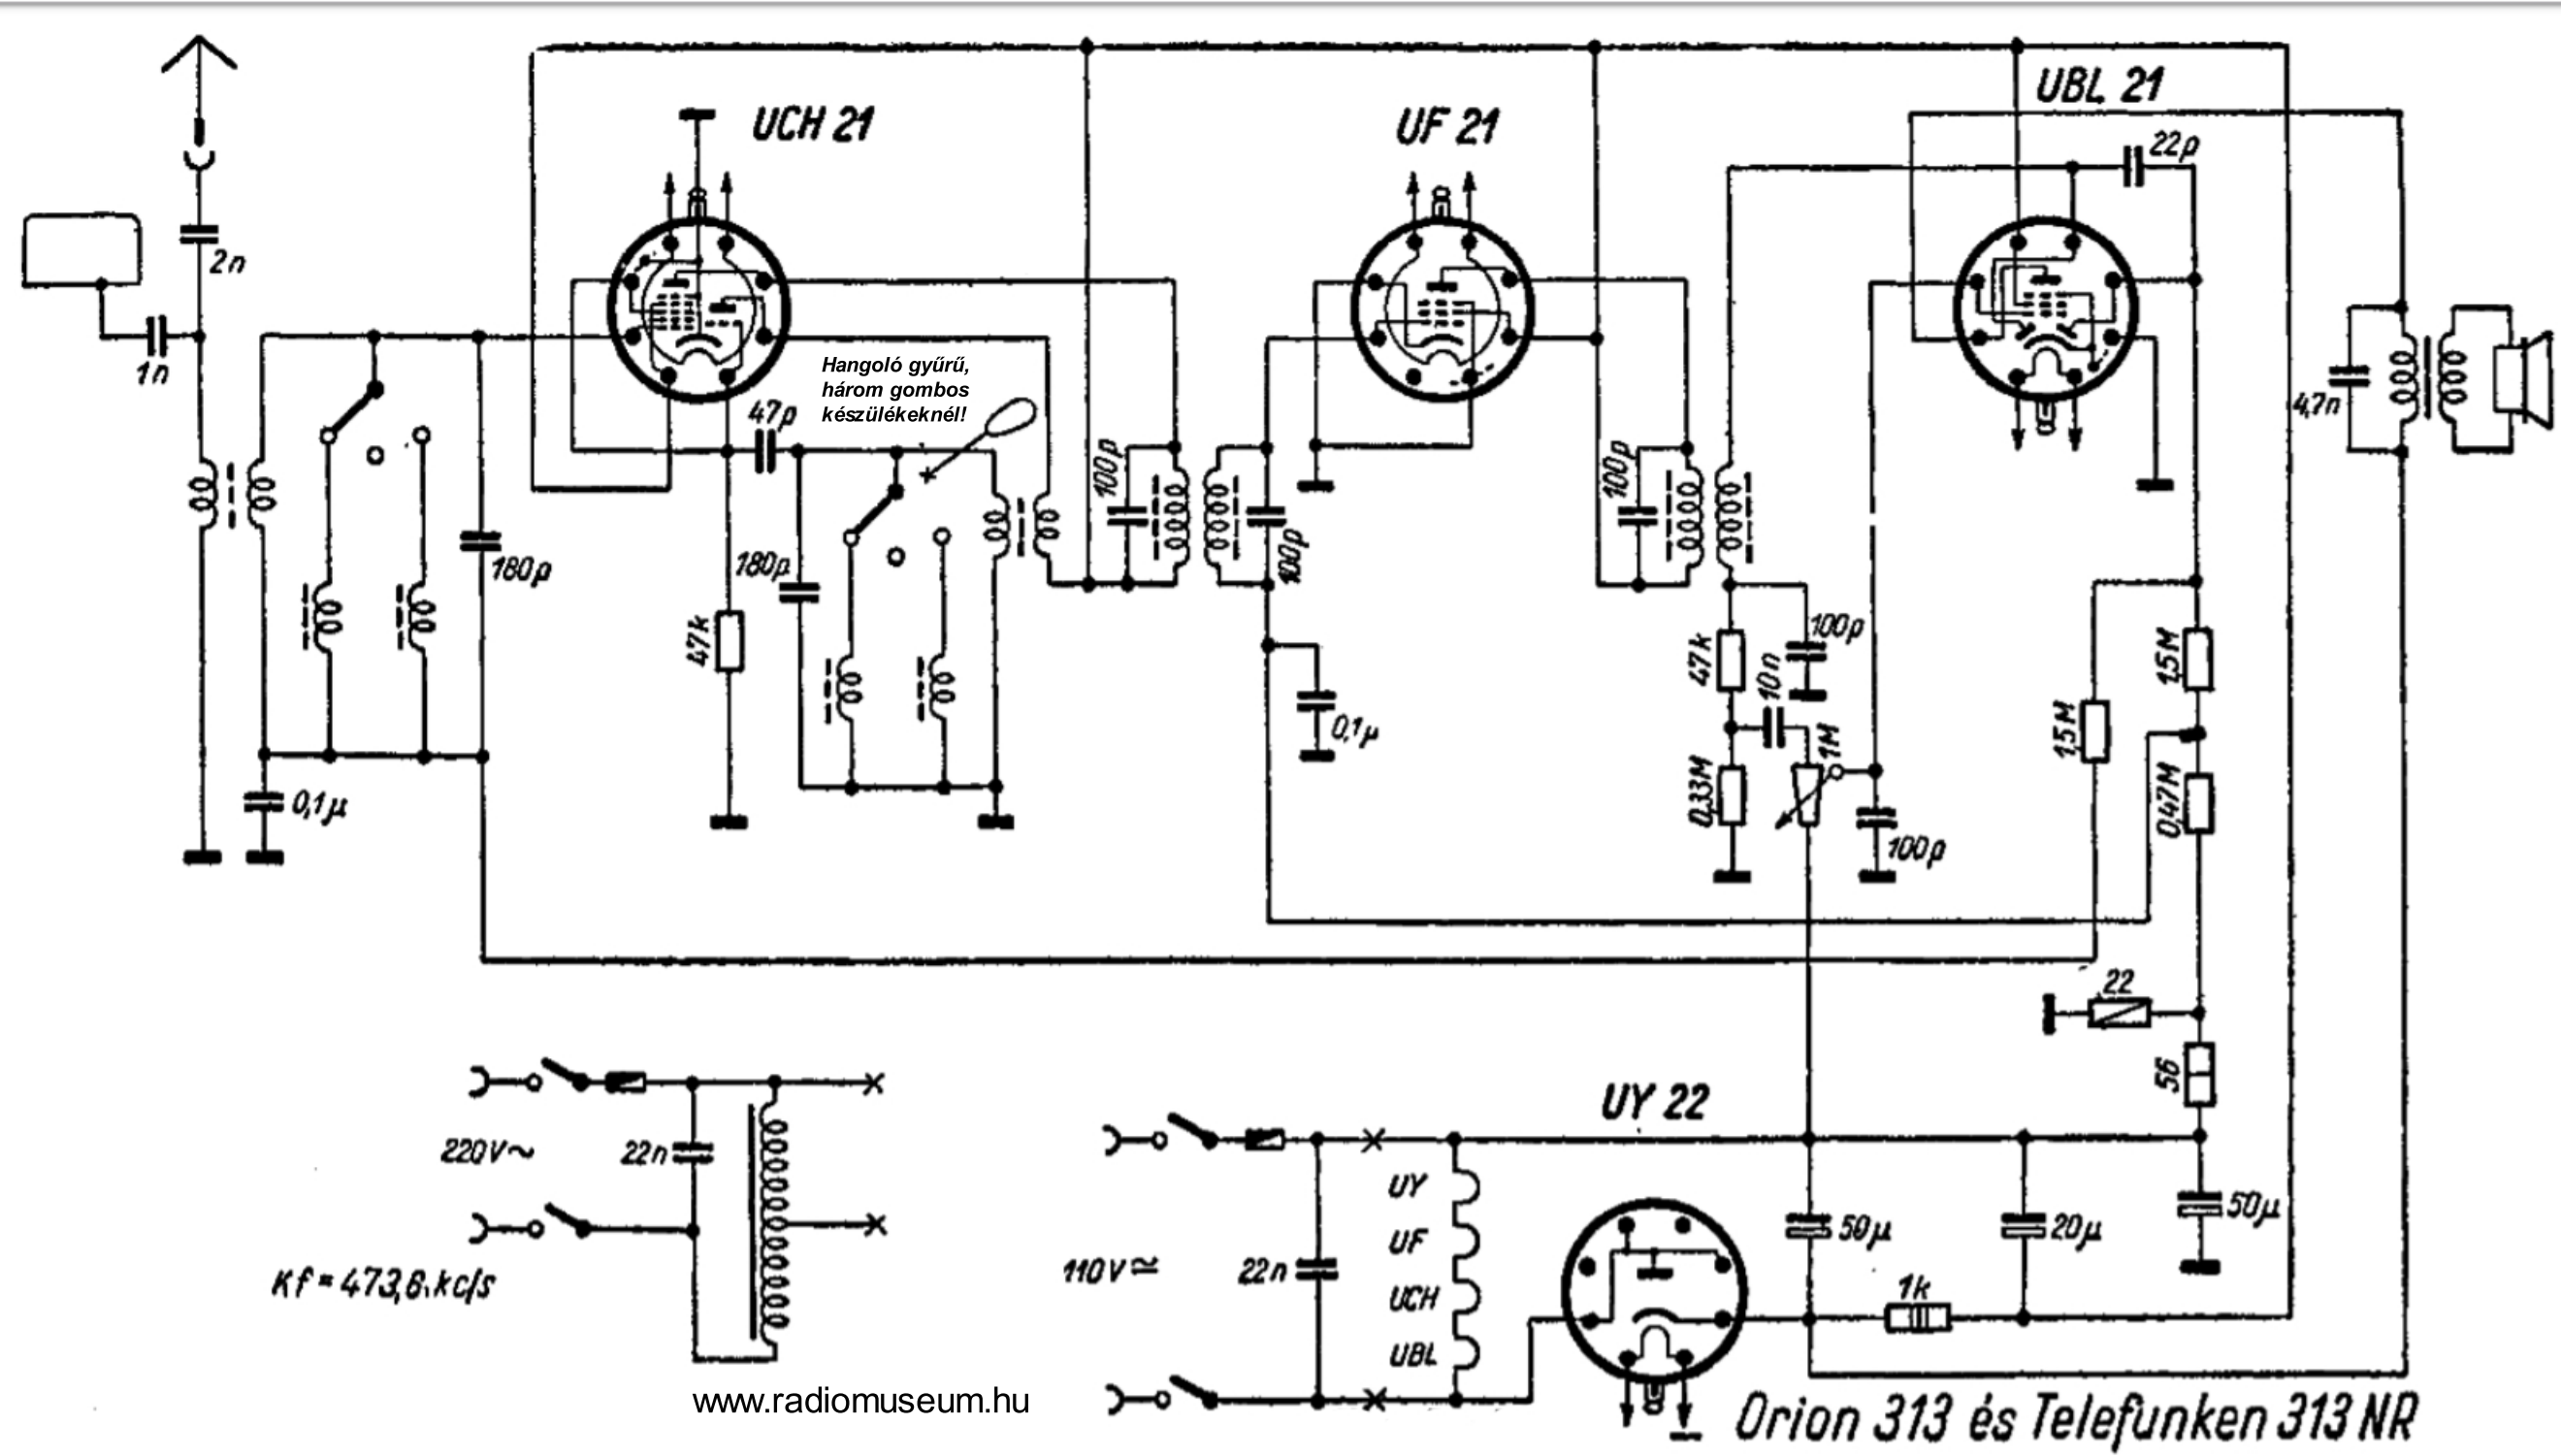 UCH 21
UF 21
UBL 21
22p
2n
1n
Hangoló gyűrű,
három gombos
készülékeknél!
47p
100p
100p
100p
4,7n
180p
180p
47k
47k
100p
10n
1M
1,5M
1,5M
0,1μ
0,1μ
0,33M
0,47M
100p
22
56
220V~
22n
UY 22
UY
UF
UCH
UBL
110V≃
22n
50μ
20μ
50μ
1k
Kf = 473,6 kc/s
www.radiomuseum.hu
Orion 313 és Telefunken 313 NR